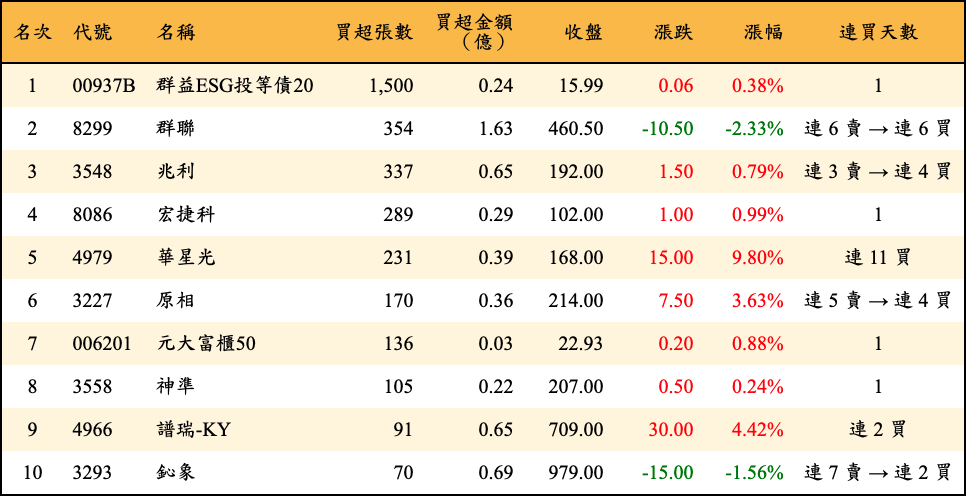 名次 代號 名稱 買超張數 買超金額（億） 收盤 漲跌 漲幅 連買天數
1 00937B 群益ESG投等債20 1,500 0.24 15.99 0.06 0.38% 1
2 8299 群聯 354 1.63 460.50 -10.50 -2.33% 連 6 賣 → 連 6 買
3 3548 兆利 337 0.65 192.00 1.50 0.79% 連 3 賣 → 連 4 買
4 8086 宏捷科 289 0.29 102.00 1.00 0.99% 1
5 4979 華星光 231 0.39 168.00 15.00 9.80% 連 11 買
6 3227 原相 170 0.36 214.00 7.50 3.63% 連 5 賣 → 連 4 買
7 006201 元大富櫃50 136 0.03 22.93 0.20 0.88% 1
8 3558 神準 105 0.22 207.00 0.50 0.24% 1
9 4966 譜瑞-KY 91 0.65 709.00 30.00 4.42% 連 2 買
10 3293 鈊象 70 0.69 979.00 -15.00 -1.56% 連 7 賣 → 連 2 買